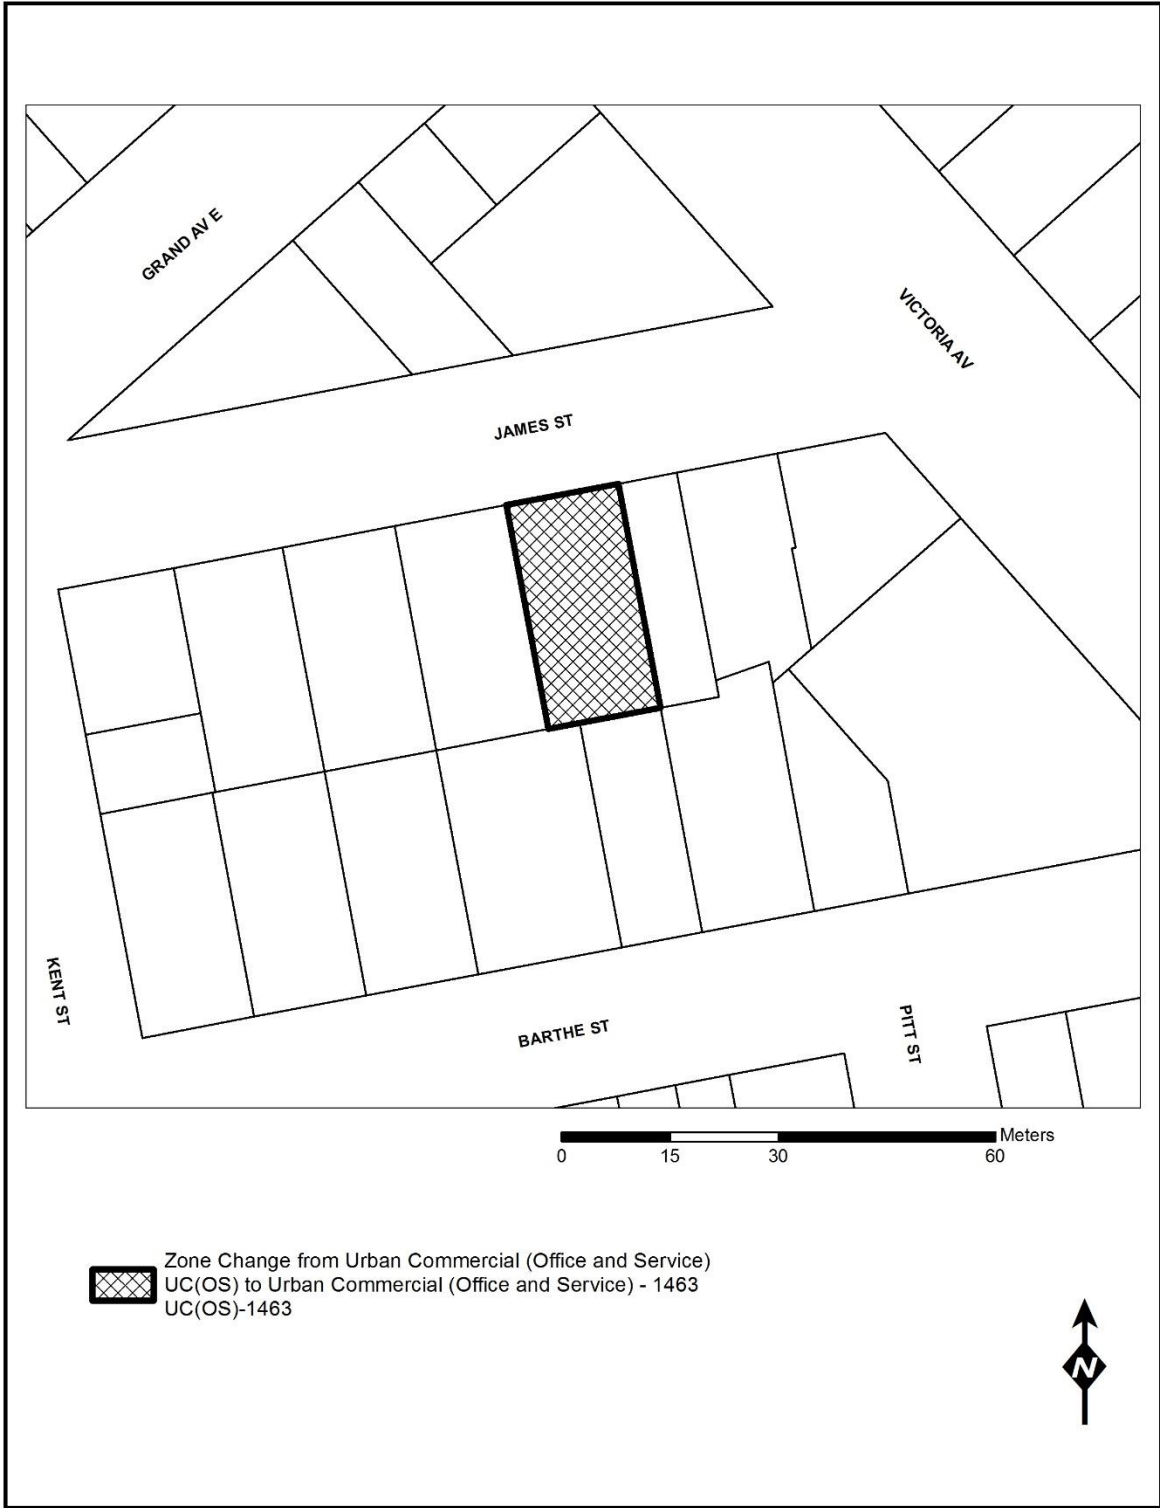 GRAND AV E
VICTORIA AV
JAMES ST
KENT ST
BARTHE ST
PITT ST
Meters
0 15 30 60
Zone Change from Urban Commercial (Office and Service)
UC(OS) to Urban Commercial (Office and Service) - 1463
UC(OS)-1463
N